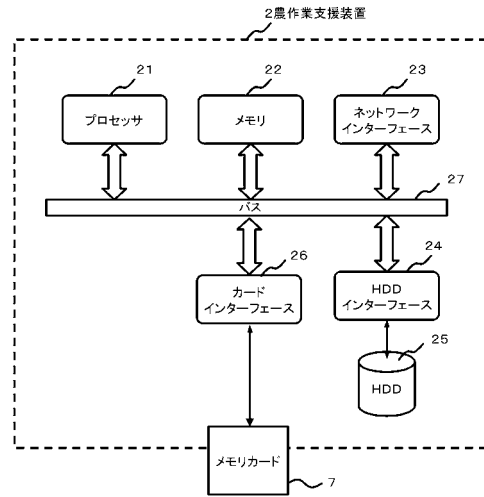 2農作業支援装置
21
22
23
プロセッサ
メモリ
ネットワーク
インターフェース
27
バス
26
24
カード
インターフェース
HDD
インターフェース
25
HDD
メモリカード
7